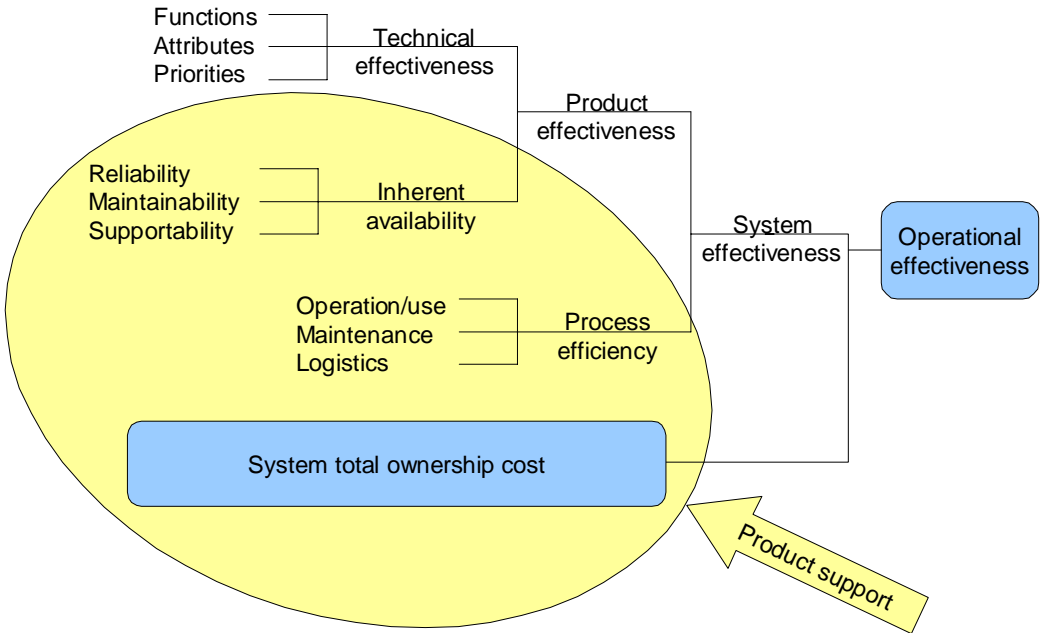 Functions
Attributes
Priorities
Technical
effectiveness
Product
effectiveness
Reliability
Maintainability
Supportability
Inherent
availability
System
effectiveness
Operational
effectiveness
Operation/use
Maintenance
Logistics
Process
efficiency
System total ownership cost
Product support